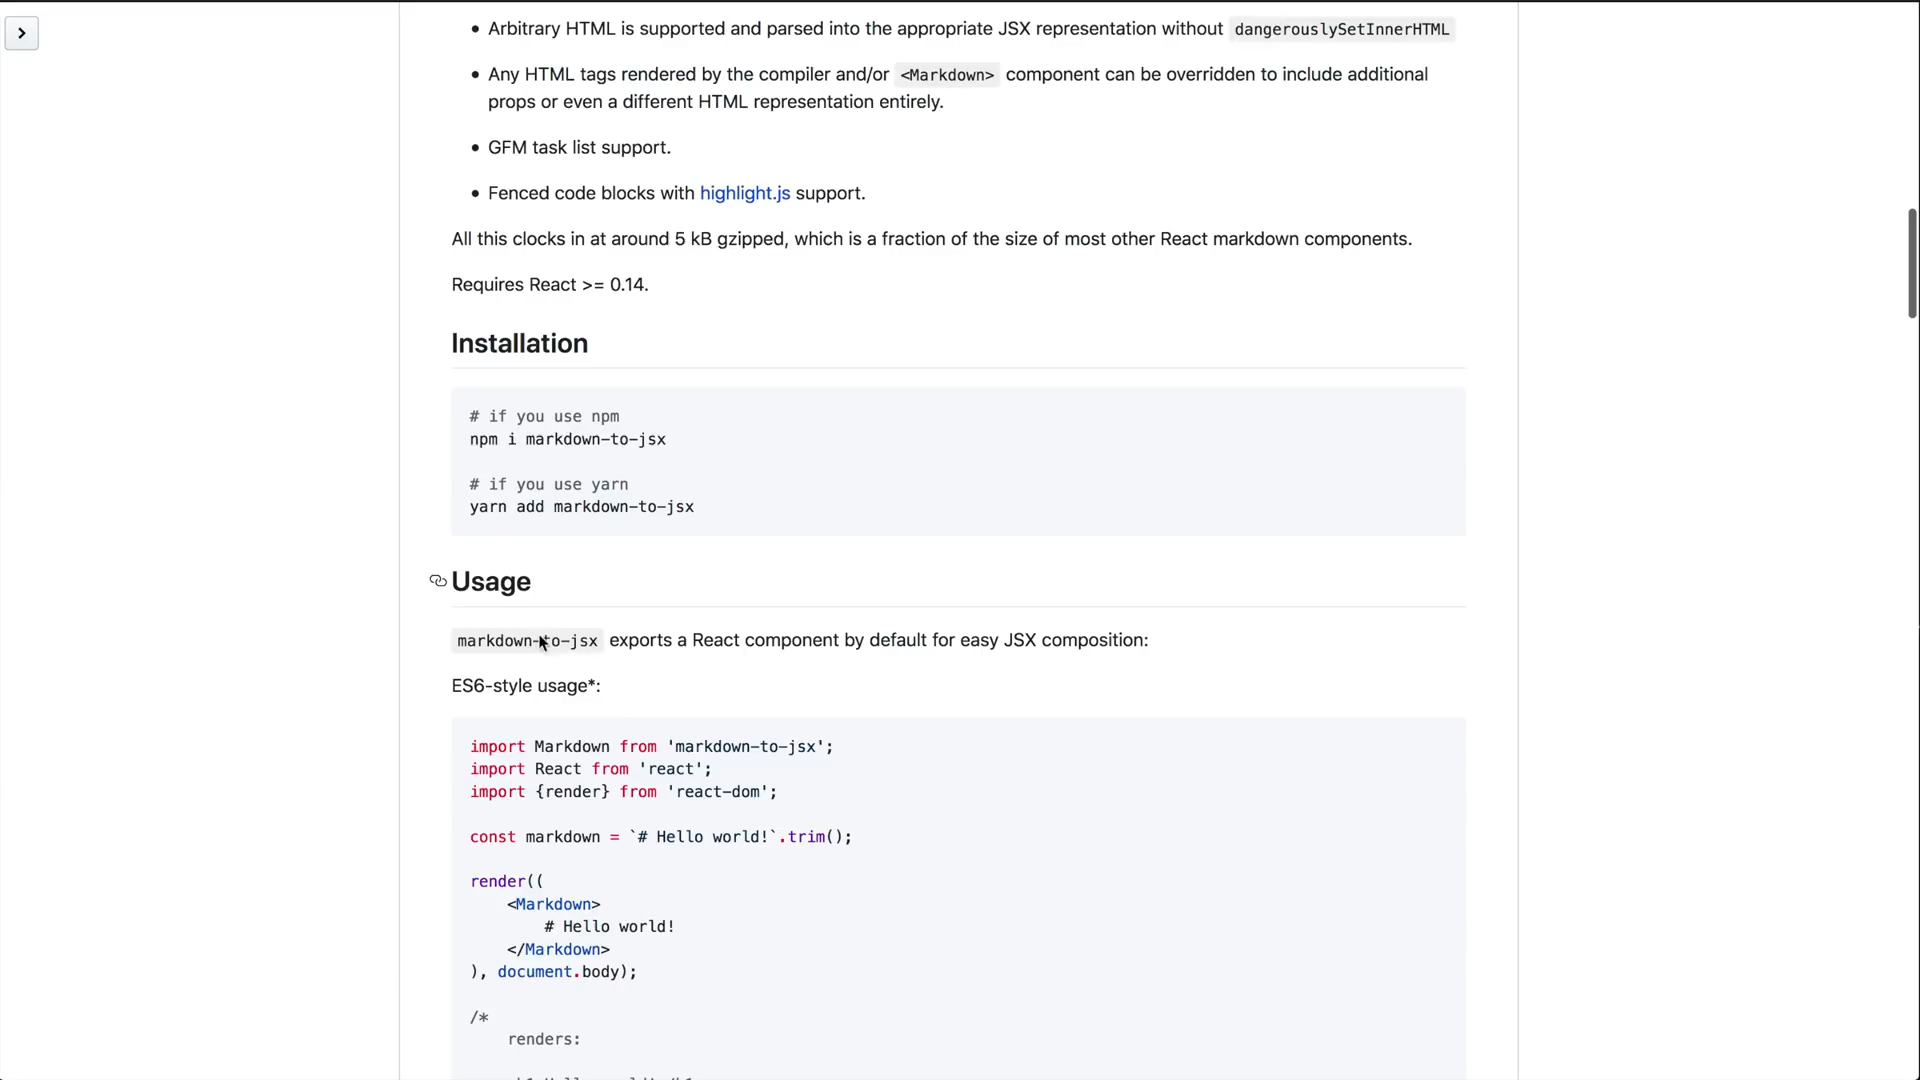 Arbitrary HTML is supported and parsed into the appropriate JSX representation without dangerouslySetInnerHTML
Any HTML tags rendered by the compiler and/or <Markdown> component can be overridden to include additional
props or even a different HTML representation entirely.
GFM task list support.
Fenced code blocks with highlight.js support.
All this clocks in at around 5 kB gzipped, which is a fraction of the size of most other React markdown components.
Requires React >= 0.14.
Installation
# if you use npm
npm i markdown-to-jsx
# if you use yarn
yarn add markdown-to-jsx
Usage
markdown-to-jsx exports a React component by default for easy JSX composition:
ES6-style usage*:
import Markdown from 'markdown-to-jsx';
import React from 'react';
import {render} from 'react-dom';
const markdown = `# Hello world!`.trim();
render((
<Markdown>
# Hello world!
</Markdown>
), document.body);
/*
renders: